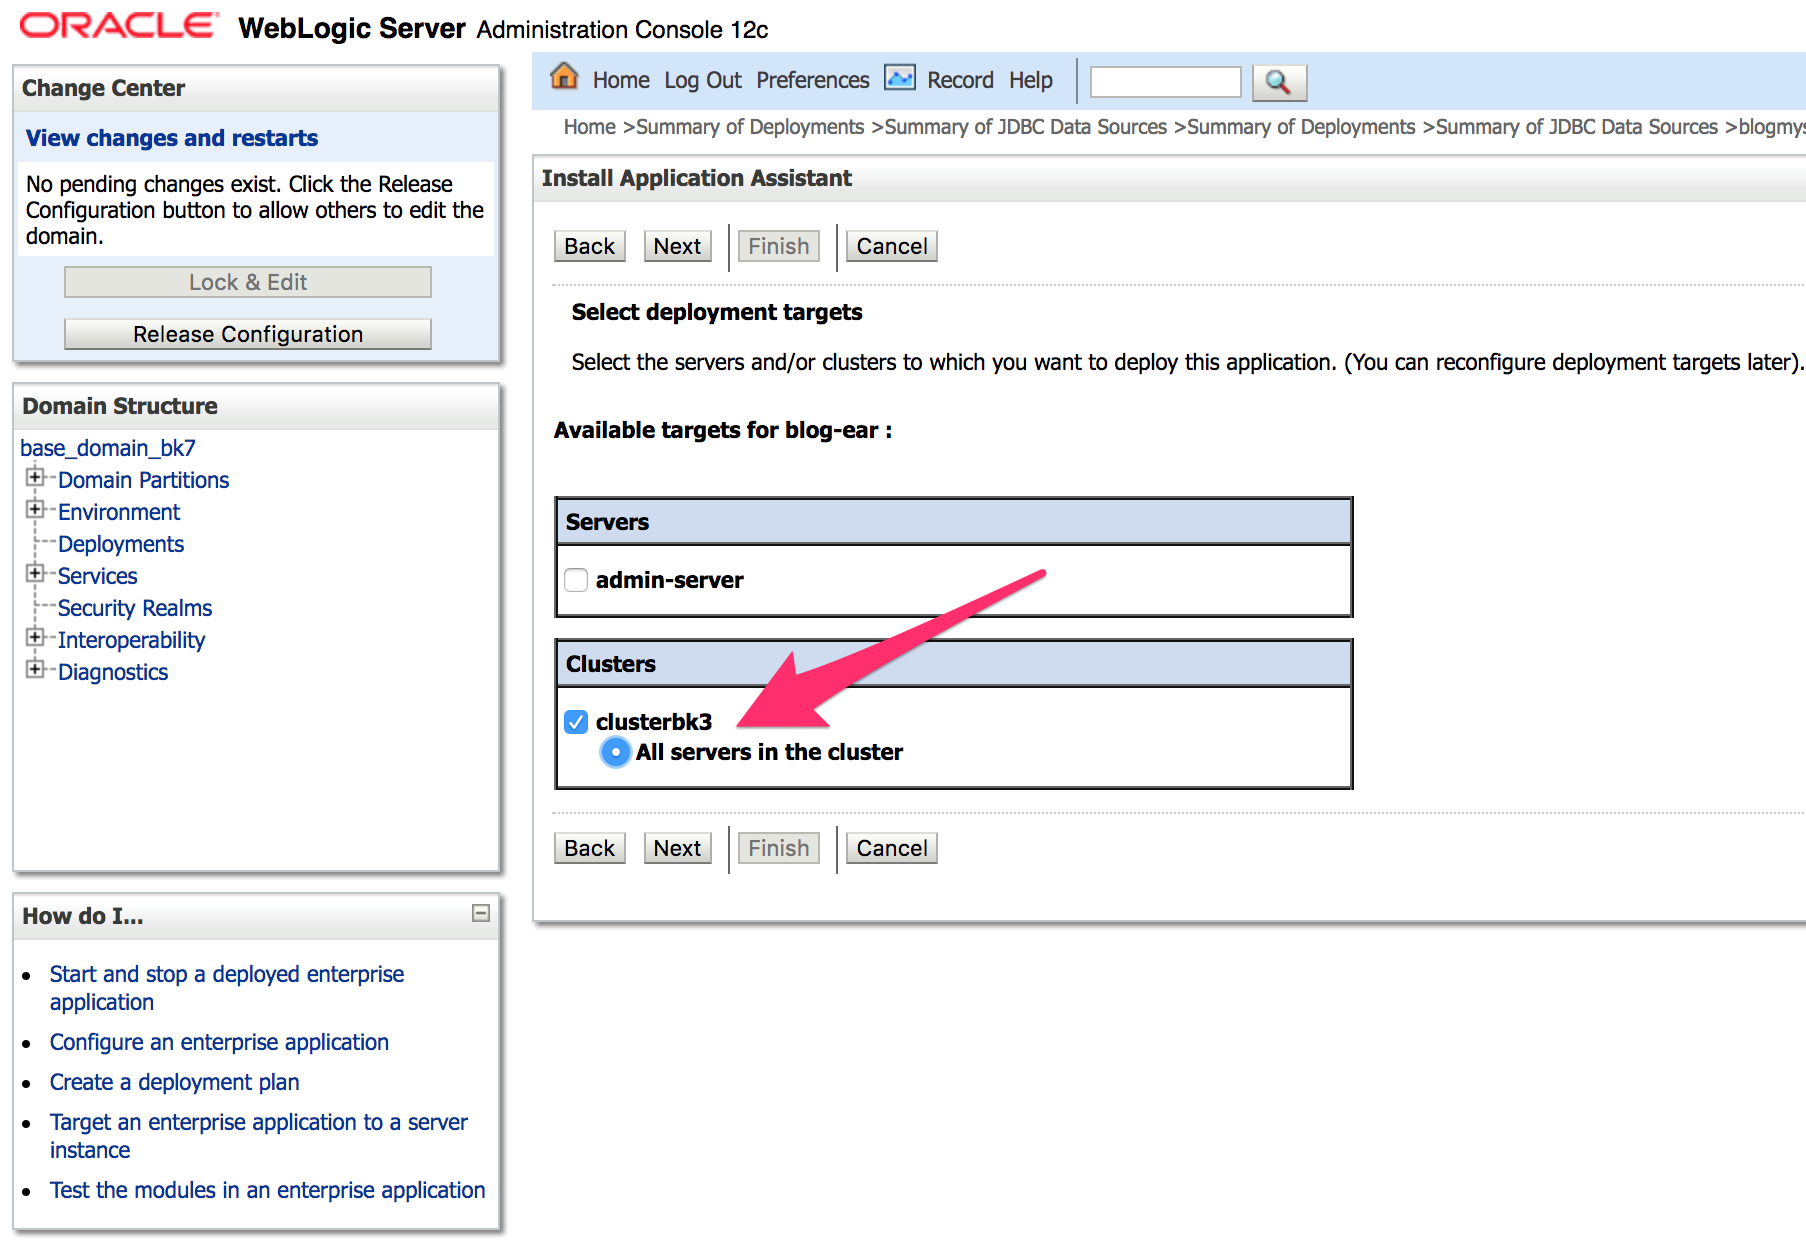 ORACLE WebLogic Server Administration Console 12c
Change Center
View changes and restarts
No pending changes exist. Click the Release
Configuration button to allow others to edit the
domain.
Lock & Edit
Release Configuration
Domain Structure
base_domain_bk7
Domain Partitions
Environment
Deployments
Services
Security Realms
Interoperability
Diagnostics
How do I...
Start and stop a deployed enterprise
application
Configure an enterprise application
Create a deployment plan
Target an enterprise application to a server
instance
Test the modules in an enterprise application
Home Log Out Preferences Record Help
Home >Summary of Deployments >Summary of JDBC Data Sources >Summary of Deployments >Summary of JDBC Data Sources >blogmys
Install Application Assistant
Back Next Finish Cancel
Select deployment targets
Select the servers and/or clusters to which you want to deploy this application. (You can reconfigure deployment targets later).
Available targets for blog-ear :
Servers
admin-server
Clusters
clusterbk3
All servers in the cluster
Back Next Finish Cancel